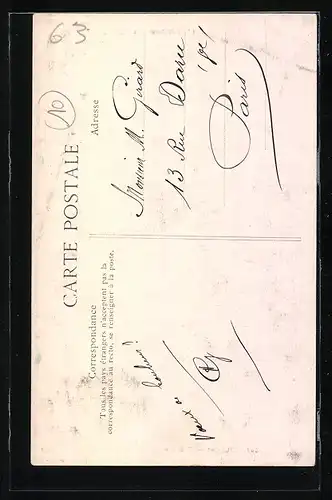 CARTE POSTALE
Correspondance
Tous les pays étrangers n'acceptent pas la
correspondance au recto, se renseigner à la poste.
Adresse
Monsieur M. Girard
13 Rue Daru
Paris
10